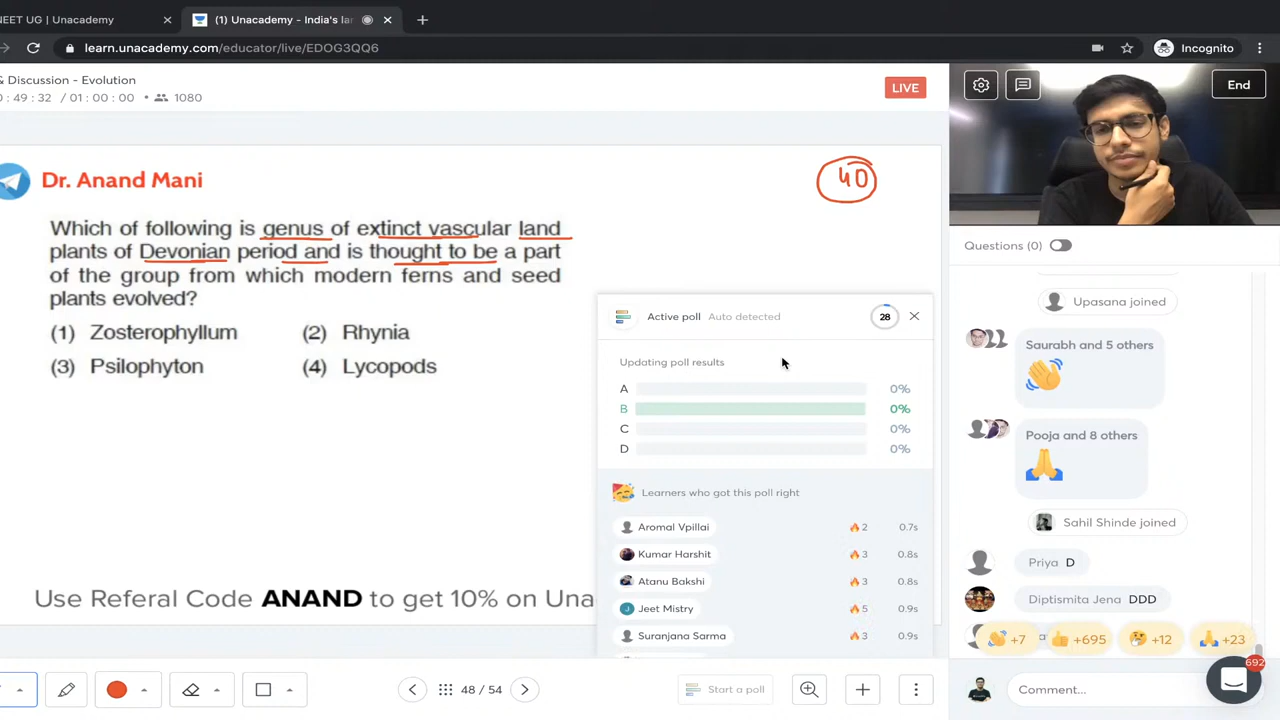 NEET UG | Unacademy
(1) Unacademy - India's lar
learn.unacademy.com/educator/live/EDOG3QQ6
Incognito
& Discussion - Evolution
0 : 49 : 32 / 01 : 00 : 00 • 1080
LIVE
End
Dr. Anand Mani
40
Which of following is genus of extinct vascular land
plants of Devonian period and is thought to be a part
of the group from which modern ferns and seed
plants evolved?
(1) Zosterophyllum (2) Rhynia
(3) Psilophyton (4) Lycopods
Active poll Auto detected 28
Updating poll results
A 0%
B 0%
C 0%
D 0%
Learners who got this poll right
Aromal Vpillai 2 0.7s
Kumar Harshit 3 0.8s
Atanu Bakshi 3 0.8s
J Jeet Mistry 5 0.9s
Suranjana Sarma 3 0.9s
Use Referal Code ANAND to get 10% on Una
48 / 54
Start a poll
Questions (0)
Upasana joined
Saurabh and 5 others
Pooja and 8 others
Sahil Shinde joined
Priya D
Diptismita Jena DDD
+7 +695 +12 +23
Comment...
692